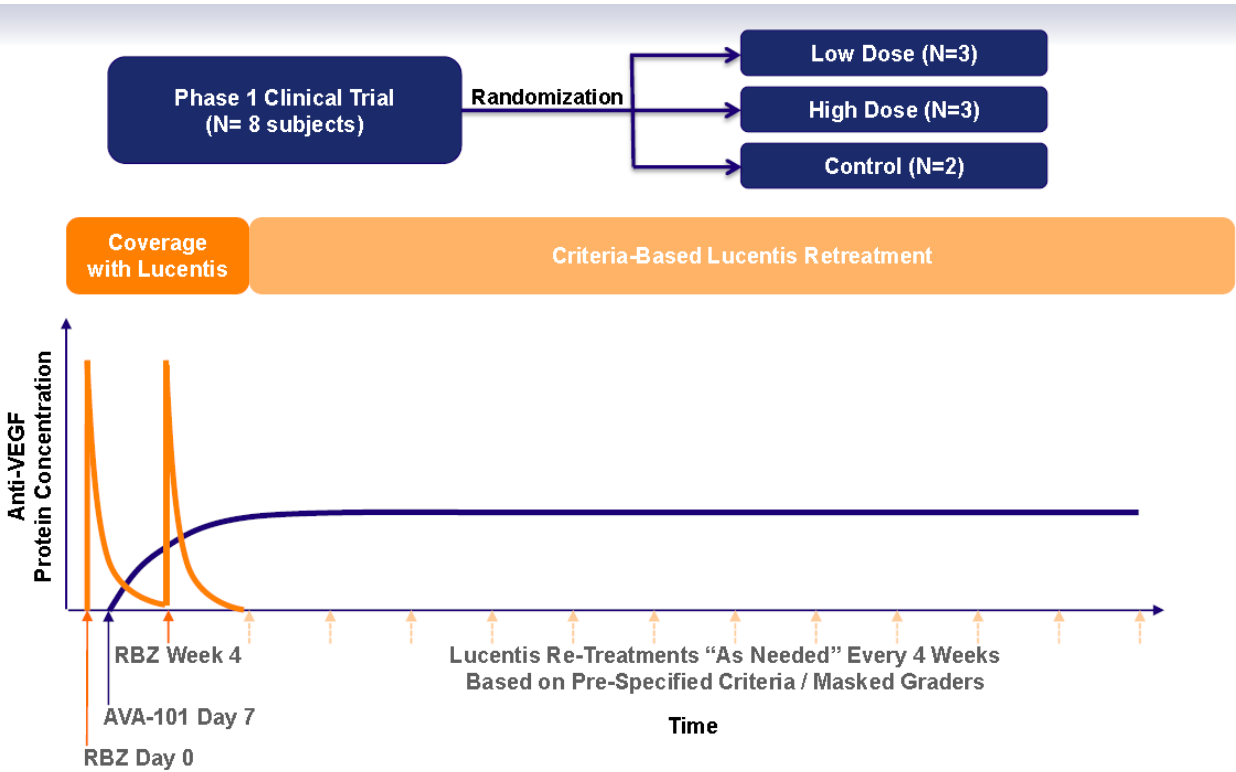 Phase 1 Clinical Trial
(N= 8 subjects)
Randomization
Low Dose (N=3)
High Dose (N=3)
Control (N=2)
Coverage
with Lucentis
Criteria-Based Lucentis Retreatment
Anti-VEGF
Protein Concentration
RBZ Week 4
AVA-101 Day 7
RBZ Day 0
Lucentis Re-Treatments “As Needed” Every 4 Weeks
Based on Pre-Specified Criteria / Masked Graders
Time